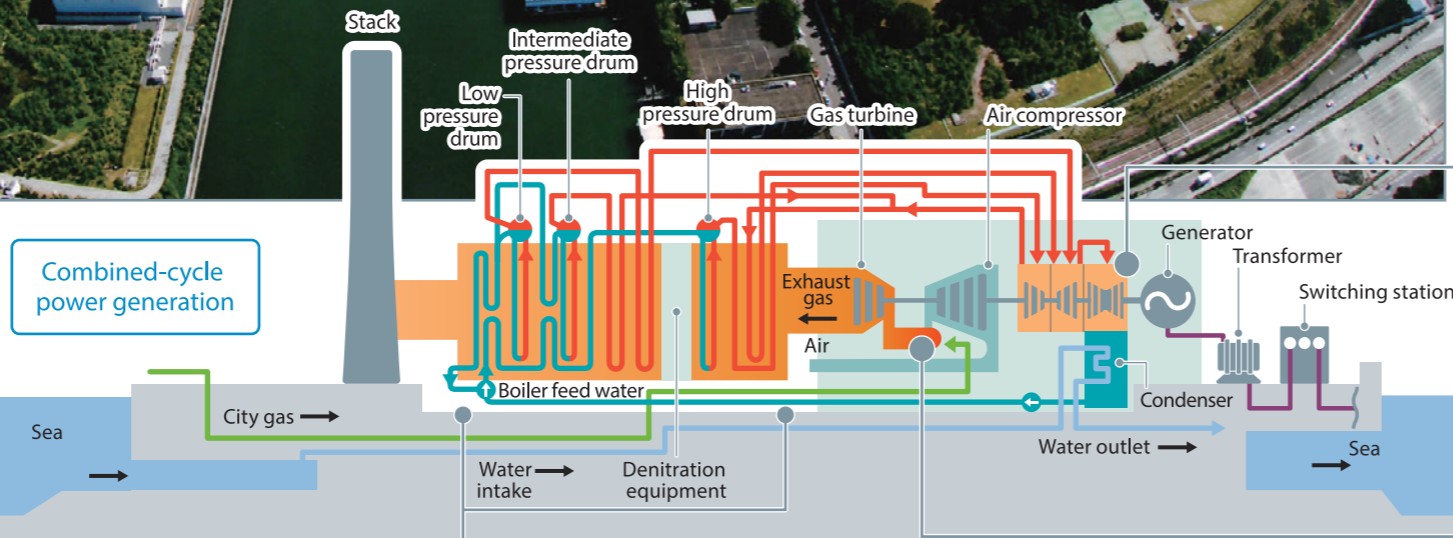 Stack
Intermediate
pressure drum
Low
pressure
drum
High
pressure drum
Gas turbine
Air compressor
Combined-cycle
power generation
Generator
Transformer
Switching station
Exhaust
gas
Air
Boiler feed water
Condenser
City gas
Sea
Water
intake
Denitration
equipment
Water outlet
Sea